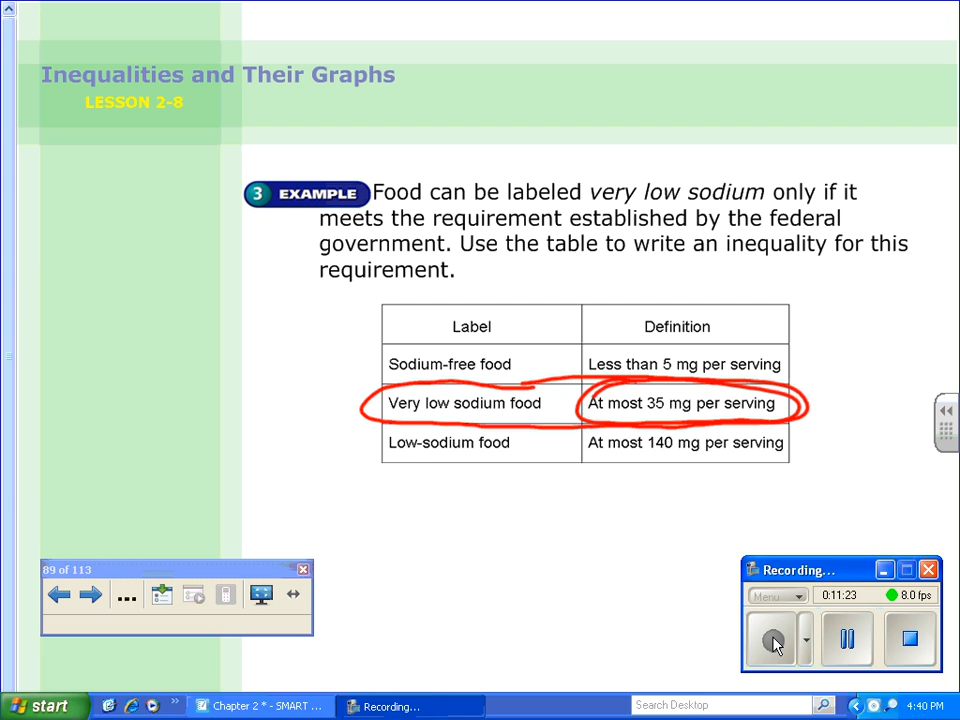 Inequalities and Their Graphs
LESSON 2-8
3 EXAMPLE Food can be labeled very low sodium only if it
meets the requirement established by the federal
government. Use the table to write an inequality for this
requirement.
Label Definition
Sodium-free food Less than 5 mg per serving
Very low sodium food At most 35 mg per serving
Low-sodium food At most 140 mg per serving
89 of 113
...
Recording...
Menu 0:11:23 8.0 fps
start Chapter 2 * - SMART ... Recording... Search Desktop 4:40 PM